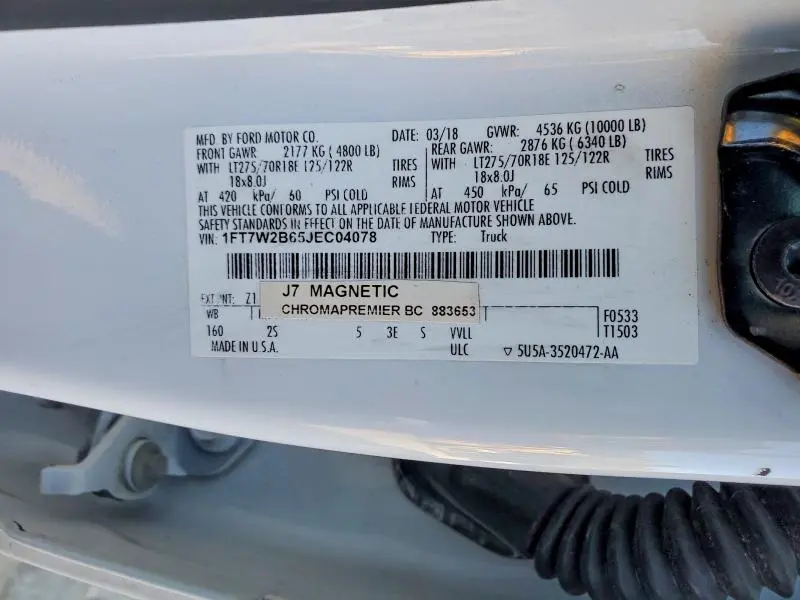 MFD. BY FORD MOTOR CO. DATE: 03/18 GVWR: 4536 KG (10000 LB)
FRONT GAWR: 2177 KG ( 4800 LB) REAR GAWR: 2876 KG ( 6340 LB)
WITH LT275/70R18E 125/122R TIRES WITH LT275/70R18E 125/122R TIRES
18x8.0J RIMS 18x8.0J RIMS
AT 420 kPa/ 60 PSI COLD AT 450 kPa/ 65 PSI COLD
THIS VEHICLE CONFORMS TO ALL APPLICABLE FEDERAL MOTOR VEHICLE
SAFETY STANDARDS IN EFFECT ON THE DATE OF MANUFACTURE SHOWN ABOVE.
VIN: 1FT7W2B65JEC04078 TYPE: Truck
EXT PNT: Z1
J7 MAGNETIC
CHROMAPREMIER BC 883653
WB
F0533
160 2S 5 3E S VVLL T1503
MADE IN U.S.A. ULC ▽ 5U5A-3520472-AA